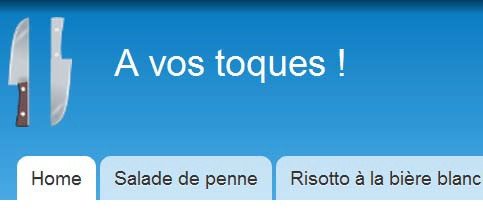 A vos toques !
Home Salade de penne Risotto à la bière blanc